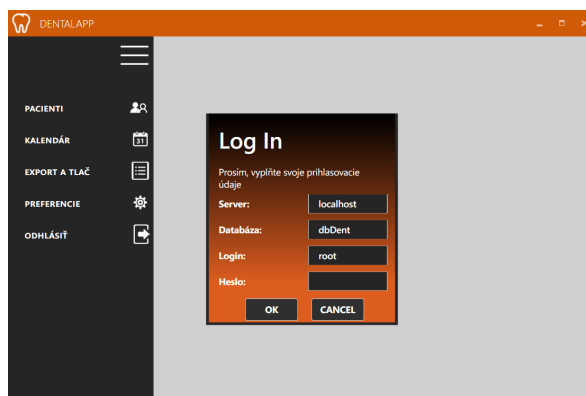 DENTALAPP
PACIENTI
KALENDÁR
31
EXPORT A TLAČ
PREFERENCIE
ODHLÁSIŤ
Log In
Prosím, vyplňte svoje prihlasovacie
údaje
Server: localhost
Databáza: dbDent
Login: root
Heslo:
OK CANCEL